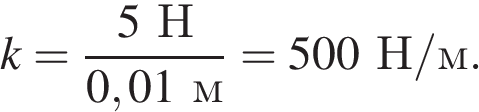 k = 5 Н / 0,01 м = 500 Н/м.